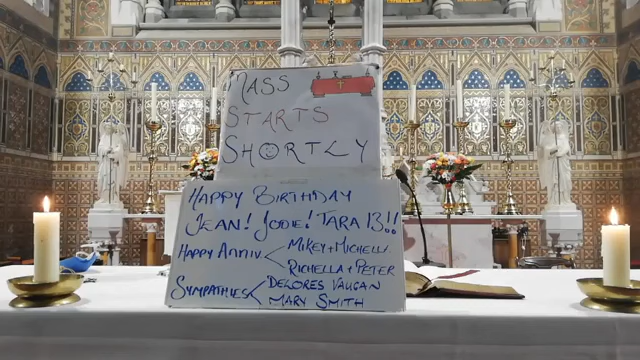 MASS
STARTS
SHORTLY
HAPPY BIRTHDAY
JEAN! JODIE! TARA 13!!
HAPPY ANNIV < MIKEY + MICHELLE
RICHELLA + PETER
SYMPATHIES < DELORES VAUGAN
MARY SMITH